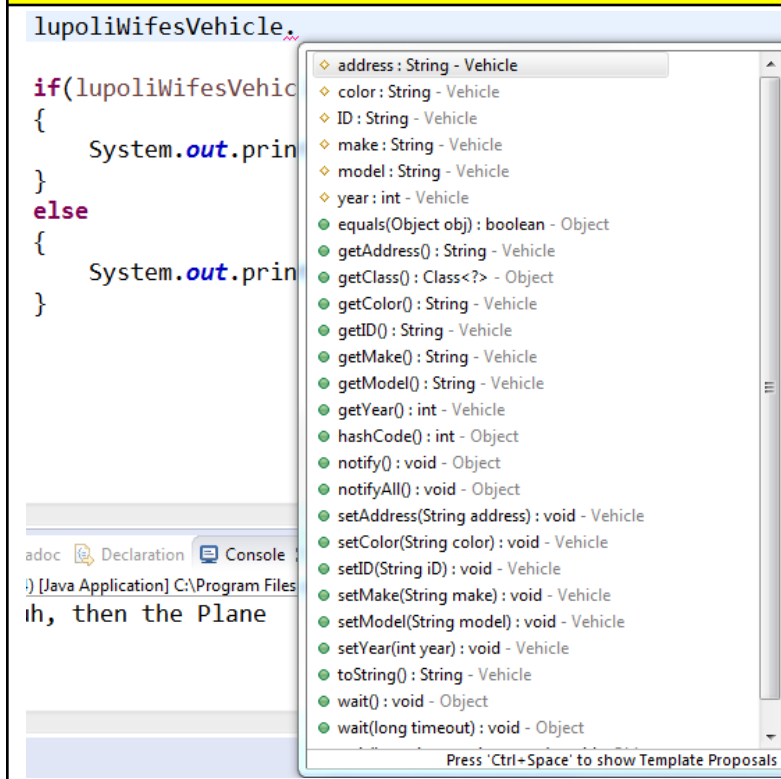 lupoliWifesVehicle.
if(lupoliWifesVehic
{
System.out.prin
}
else
{
System.out.prin
}
address : String - Vehicle
color : String - Vehicle
ID : String - Vehicle
make : String - Vehicle
model : String - Vehicle
year : int - Vehicle
equals(Object obj) : boolean - Object
getAddress() : String - Vehicle
getClass() : Class<?> - Object
getColor() : String - Vehicle
getID() : String - Vehicle
getMake() : String - Vehicle
getModel() : String - Vehicle
getYear() : int - Vehicle
hashCode() : int - Object
notify() : void - Object
notifyAll() : void - Object
setAddress(String address) : void - Vehicle
setColor(String color) : void - Vehicle
setID(String iD) : void - Vehicle
setMake(String make) : void - Vehicle
setModel(String model) : void - Vehicle
setYear(int year) : void - Vehicle
toString() : String - Vehicle
wait() : void - Object
wait(long timeout) : void - Object
Press 'Ctrl+Space' to show Template Proposals
adoc Declaration Console
) [Java Application] C:\Program Files
uh, then the Plane